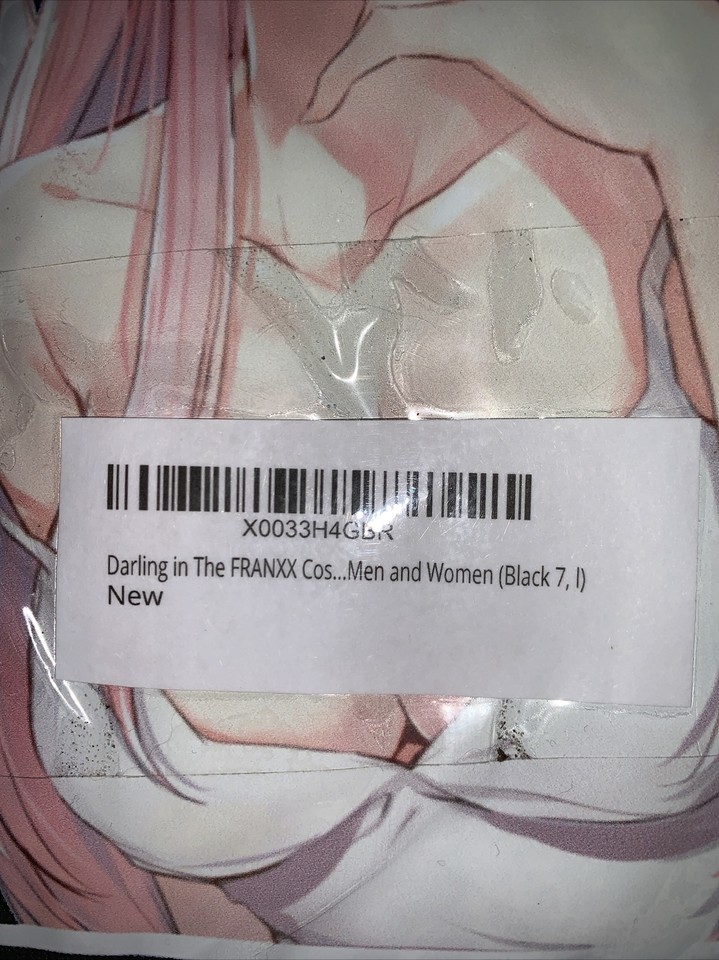 X0033H4GBR
Darling in The FRANXX Cos...Men and Women (Black 7, l)
New